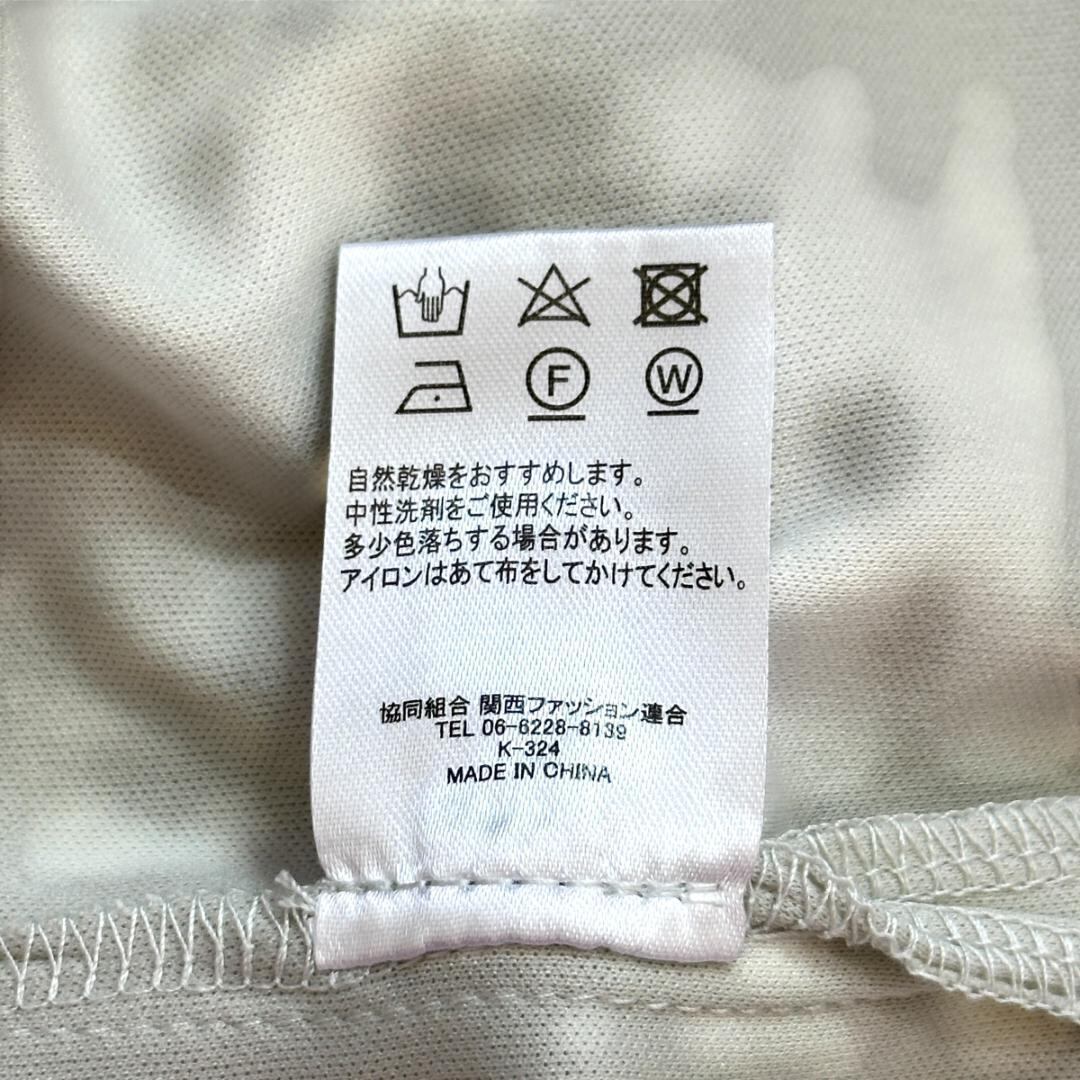 F W
自然乾燥をおすすめします。
中性洗剤をご使用ください。
多少色落ちする場合があります。
アイロンはあて布をしてかけてください。
協同組合 関西ファッション連合
TEL 06-6228-8139
K-324
MADE IN CHINA